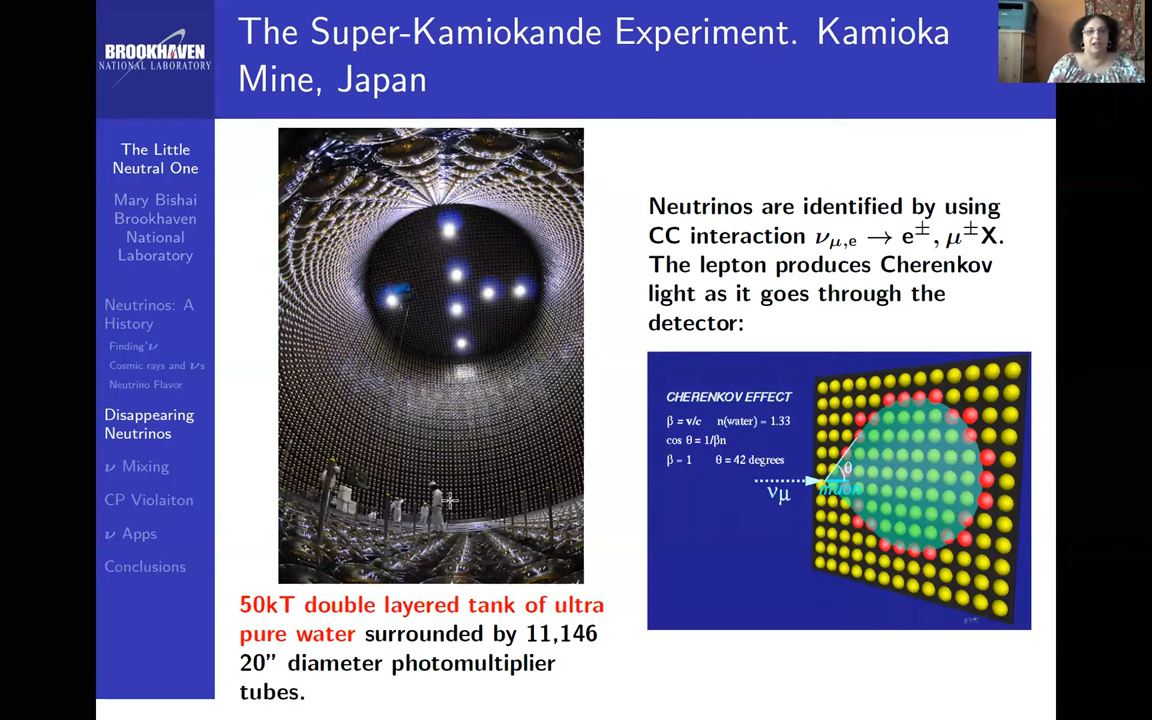 BROOKHAVEN
NATIONAL LABORATORY
The Super-Kamiokande Experiment. Kamioka
Mine, Japan
The Little
Neutral One
Mary Bishai
Brookhaven
National
Laboratory
Neutrinos: A
History
Finding ν
Cosmic rays and νs
Neutrino Flavor
Disappearing
Neutrinos
ν Mixing
CP Violaiton
ν Apps
Conclusions
50kT double layered tank of ultra
pure water surrounded by 11,146
20” diameter photomultiplier
tubes.
Neutrinos are identified by using
CC interaction ν_μ,e → e^±, μ^±X.
The lepton produces Cherenkov
light as it goes through the
detector:
CHERENKOV EFFECT
β = v/c n(water) = 1.33
cos θ = 1/βn
β = 1 θ = 42 degrees
θ
νμ
muon